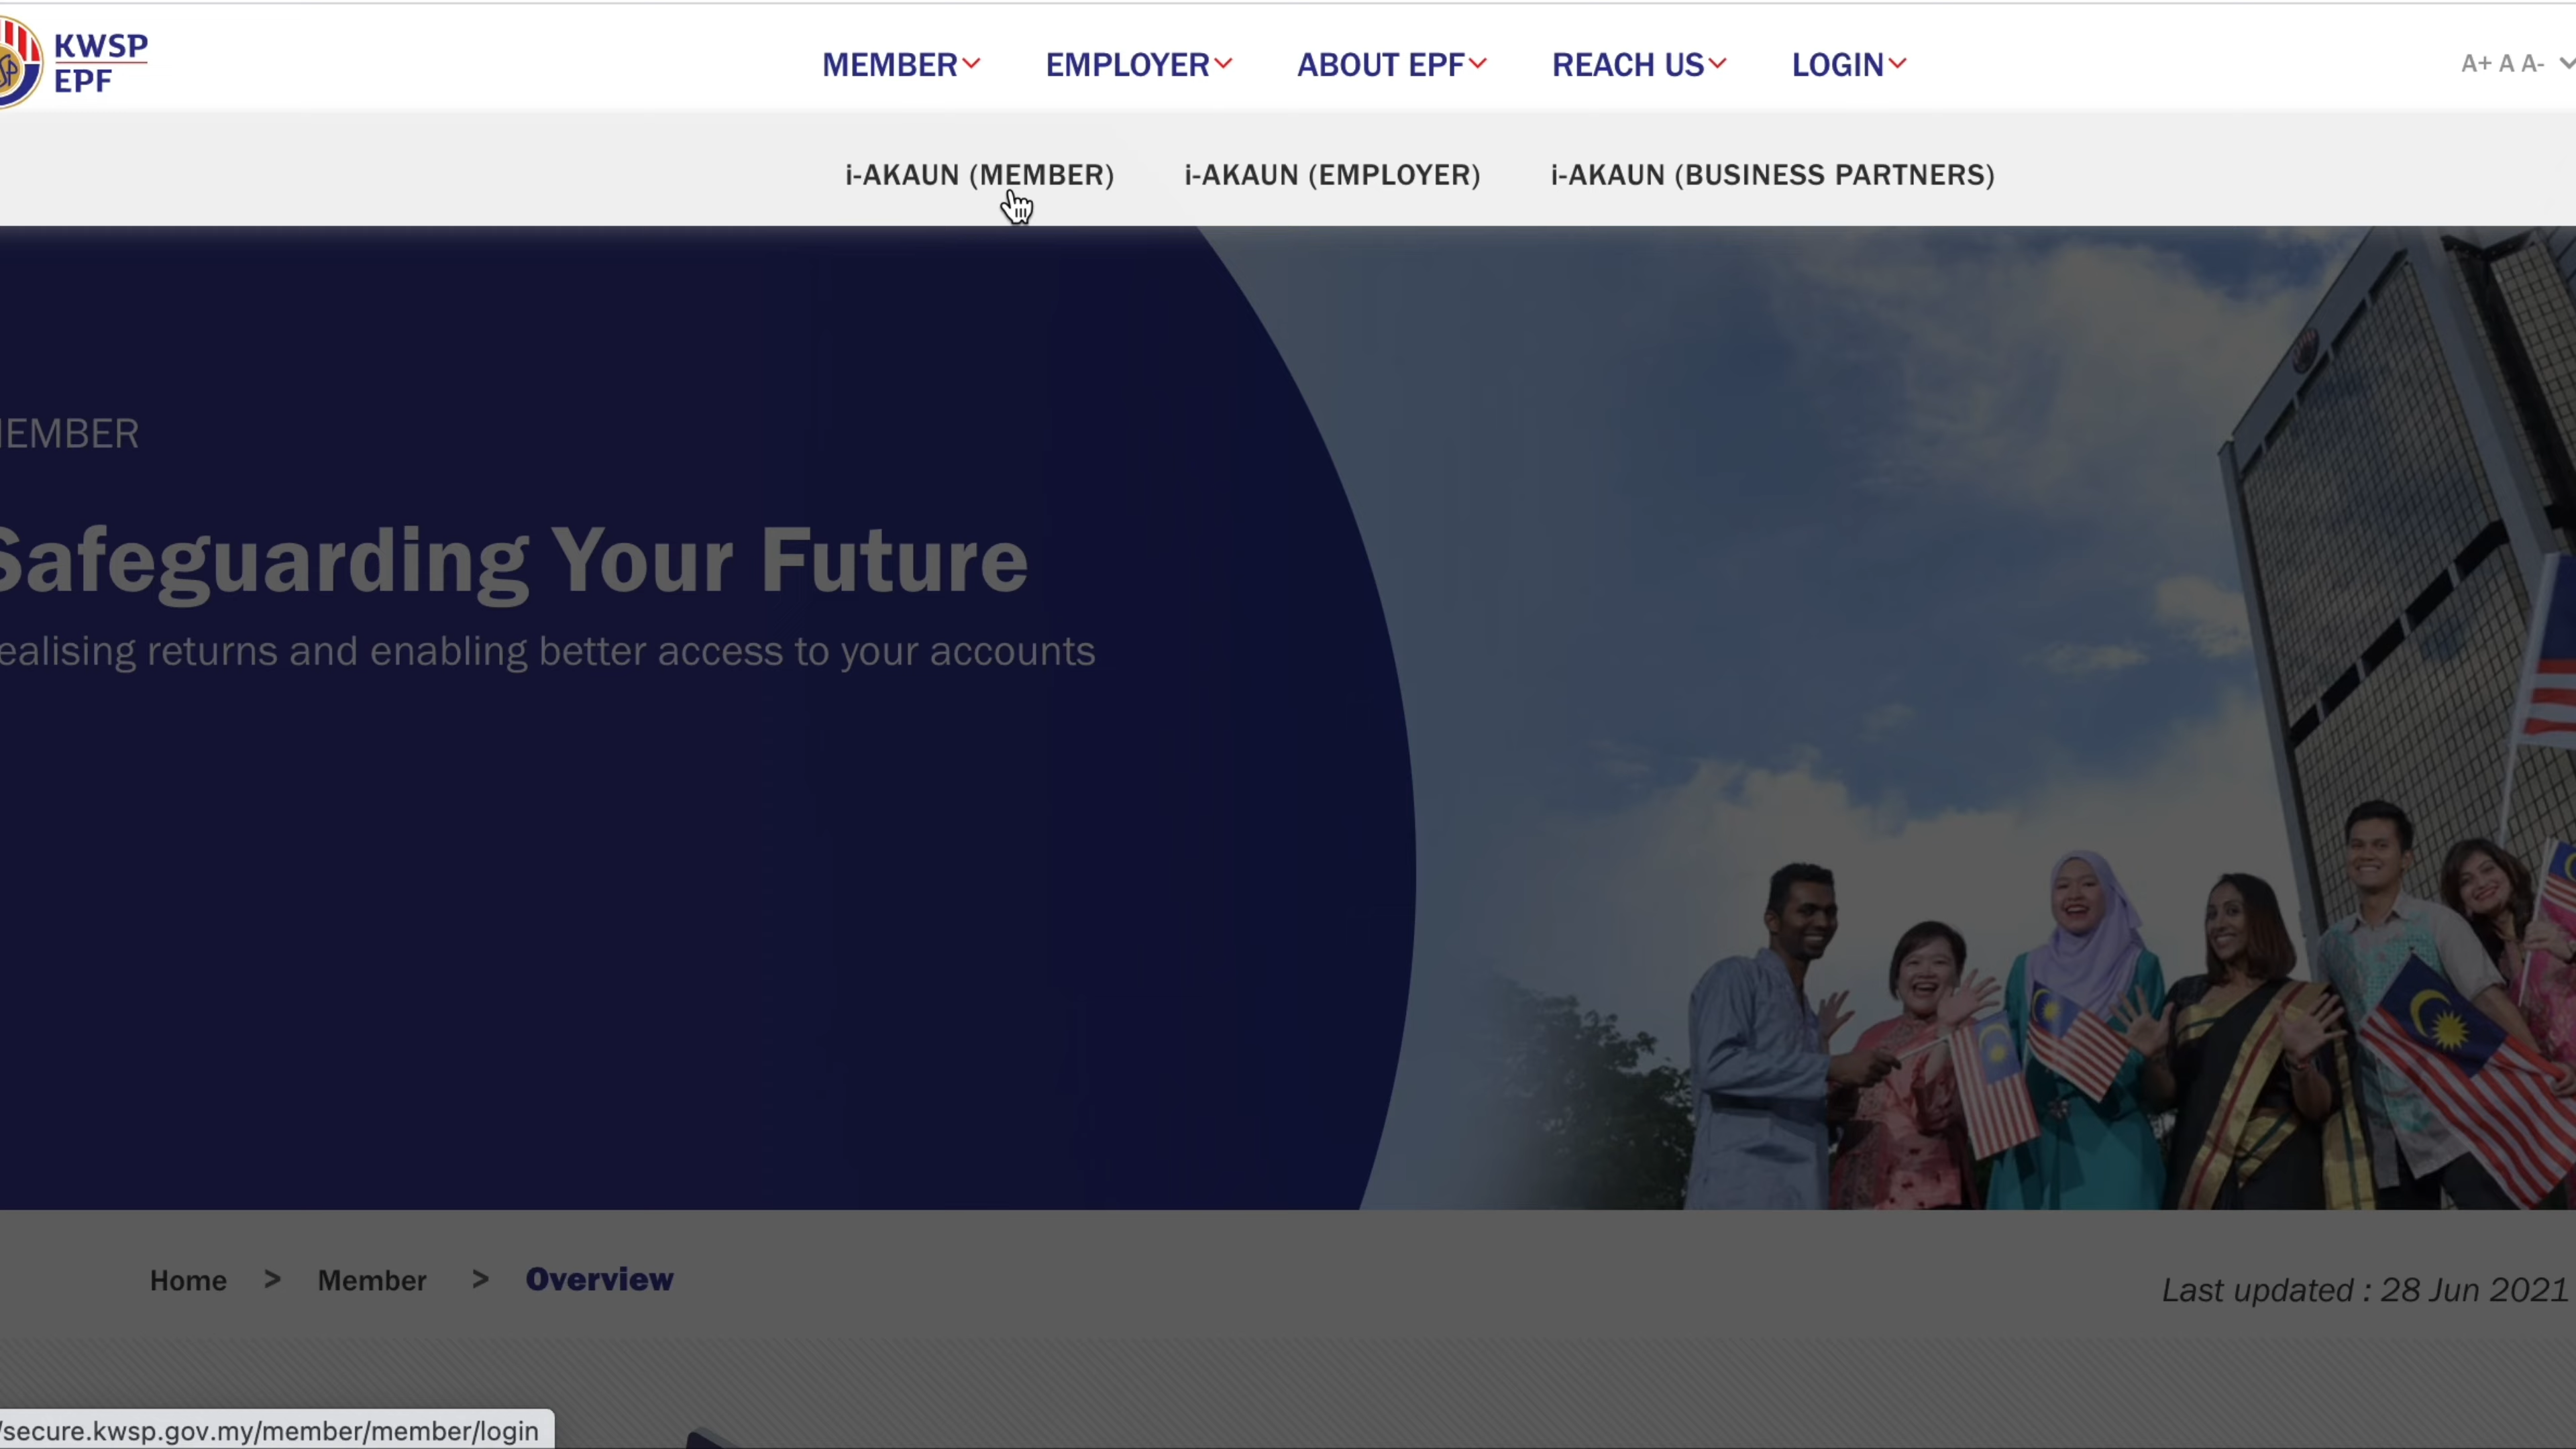 KWSP
EPF
MEMBER EMPLOYER ABOUT EPF REACH US LOGIN A+ A A-
i-AKAUN (MEMBER) i-AKAUN (EMPLOYER) i-AKAUN (BUSINESS PARTNERS)
EMBER
Safeguarding Your Future
ealising returns and enabling better access to your accounts
Home > Member > Overview
Last updated : 28 Jun 2021
/secure.kwsp.gov.my/member/member/login